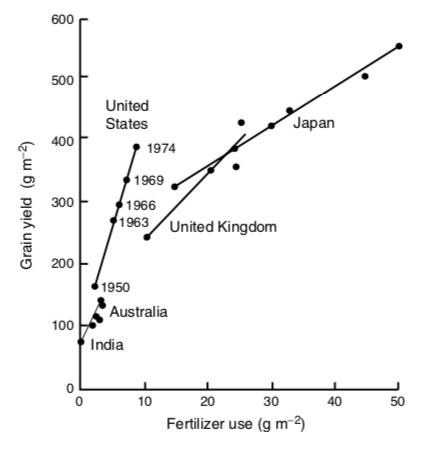 600
500
400
300
200
100
0
Grain yield (g m⁻²)
United
States
1974
1969
1966
1963
1950
Japan
United Kingdom
Australia
India
0
10
20
30
40
50
Fertilizer use (g m⁻²)